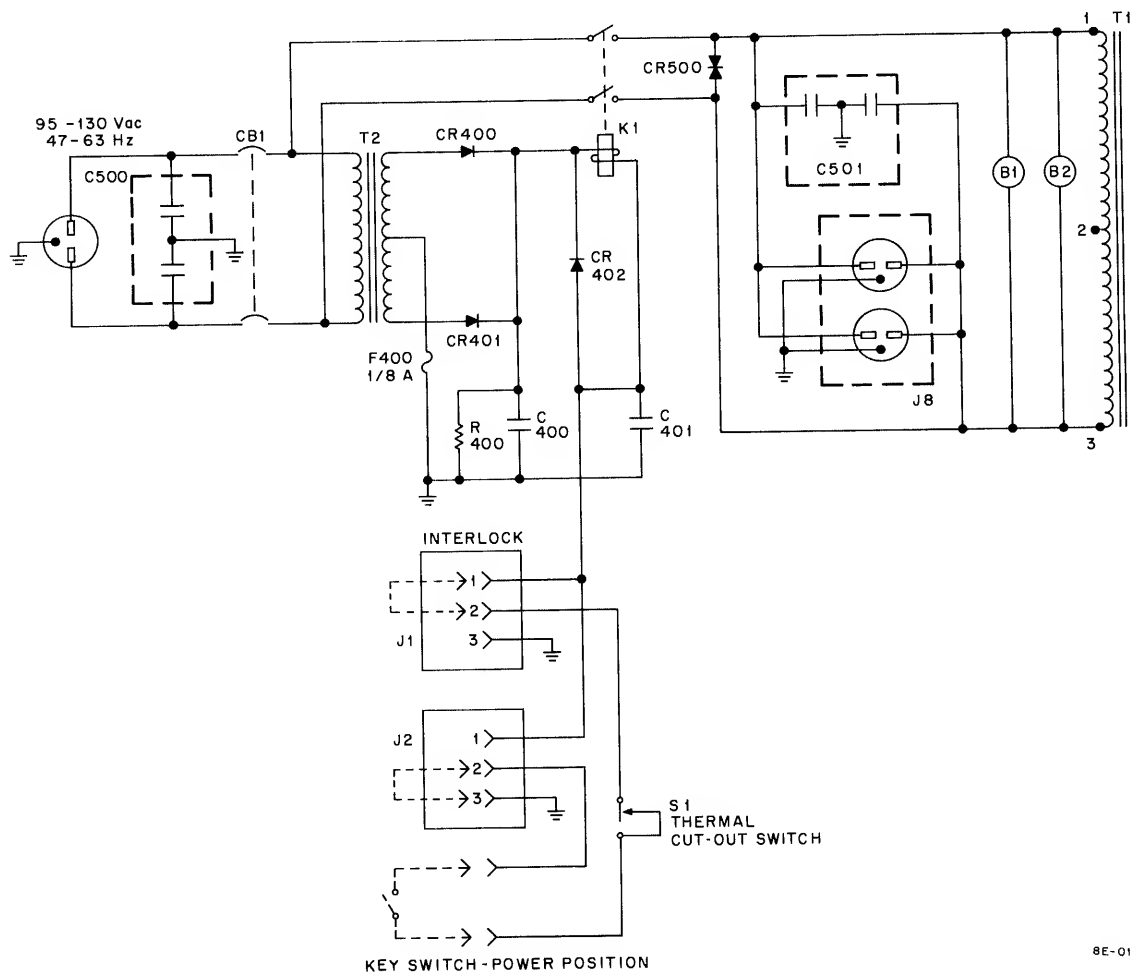 1 T1
CR500
K1
95 -130 Vac
47-63 Hz
CB1
T2
CR400
C500
C501
B1
B2
2
CR
402
CR401
F400
1/8 A
J8
R
400
C
400
C
401
3
INTERLOCK
1
2
J1 3
J2 1
2
3
S1
THERMAL
CUT-OUT SWITCH
KEY SWITCH-POWER POSITION
8E-01